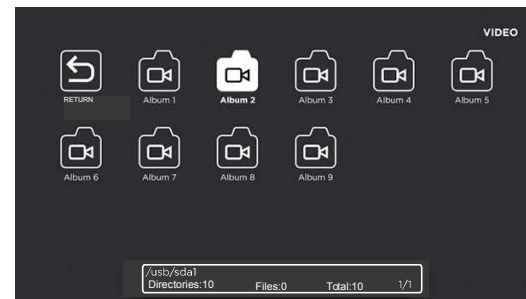 VIDEO
RETURN Album 1 Album 2 Album 3 Album 4 Album 5
Album 6 Album 7 Album 8 Album 9
/usb/sda1
Directories:10 Files:0 Total:10 1/1